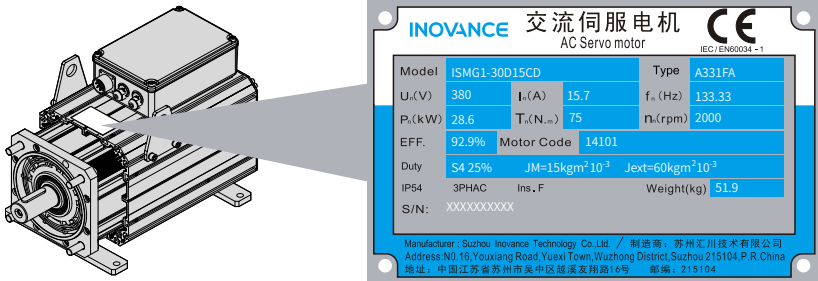 INOVANCE 交流伺服电机 CE
AC Servo motor IEC/EN60034-1
Model ISMG1-30D15CD Type A331FA
Un(V) 380 In(A) 15.7 fn(Hz) 133.33
Pn(kW) 28.6 Tn(N.m) 75 nn(rpm) 2000
EFF. 92.9% Motor Code 14101
Duty S4 25% JM=15kgm²10⁻³ Jext=60kgm²10⁻³
IP54 3PHAC Ins.F Weight(kg) 51.9
S/N: XXXXXXXXXX
Manufacturer : Suzhou Inovance Technology Co.,Ltd. / 制造商：苏州汇川技术有限公司
Address:N0.16,Youxiang Road,Yuexi Town,Wuzhong District,Suzhou 215104,P.R.China
地址：中国江苏省苏州市吴中区越溪友翔路16号 邮编：215104